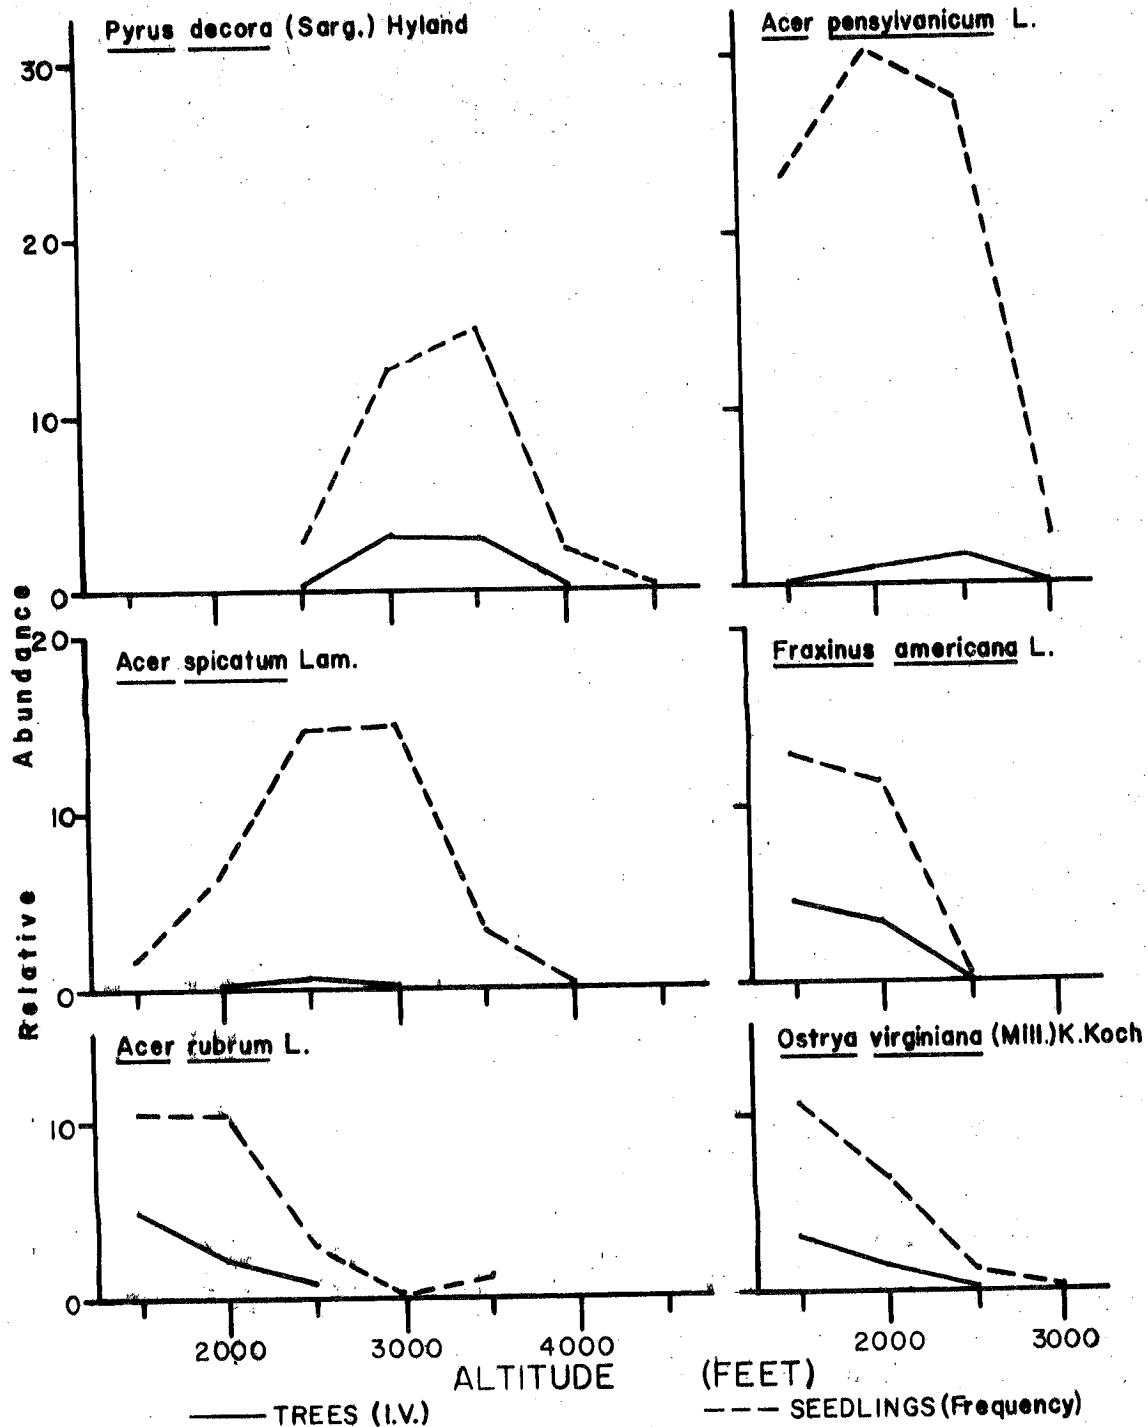 Pyrus decora (Sarg.) Hyland
Acer pensylvanicum L.
30
20
10
0
Relative Abundance
Acer spicatum Lam.
Fraxinus americana L.
20
10
0
Acer rubrum L.
Ostrya virginiana (Mill.) K. Koch
10
0
2000 3000 4000
2000 3000
ALTITUDE (FEET)
TREES (I.V.)
SEEDLINGS (Frequency)